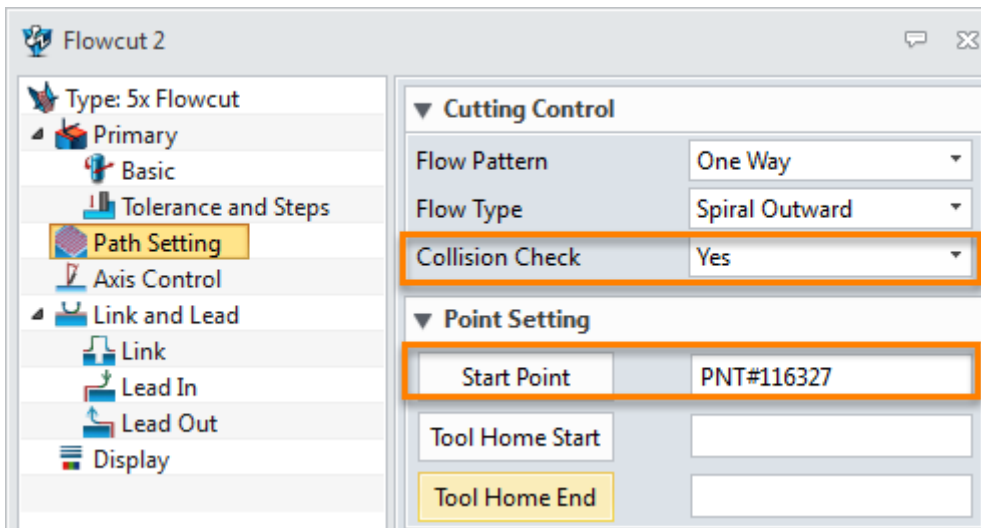 Flowcut 2
Type: 5x Flowcut
Primary
Basic
Tolerance and Steps
Path Setting
Axis Control
Link and Lead
Link
Lead In
Lead Out
Display
Cutting Control
Flow Pattern One Way
Flow Type Spiral Outward
Collision Check Yes
Point Setting
Start Point PNT#116327
Tool Home Start
Tool Home End